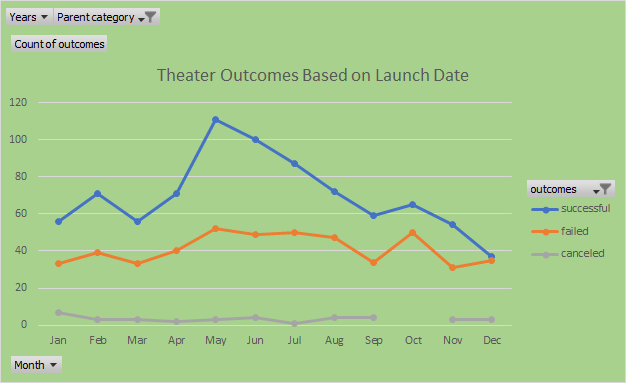 Years Parent category
Count of outcomes
Theater Outcomes Based on Launch Date
120
100
80
60
40
20
0
Jan Feb Mar Apr May Jun Jul Aug Sep Oct Nov Dec
outcomes
successful
failed
canceled
Month